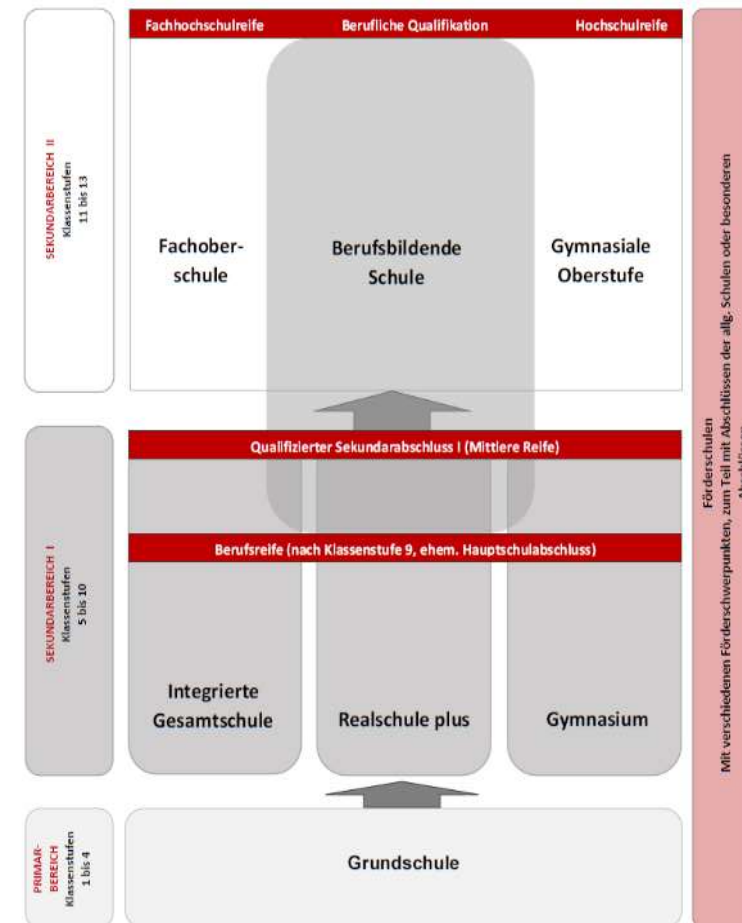 Fachhochschulreife
Berufliche Qualifikation
Hochschulreife
SEKUNDARBEREICH II
Klassenstufen
11 bis 13
Fachober-
schule
Berufsbildende
Schule
Gymnasiale
Oberstufe
Qualifizierter Sekundarabschluss I (Mittlere Reife)
Berufsreife (nach Klassenstufe 9, ehem. Hauptschulabschluss)
SEKUNDARBEREICH I
Klassenstufen
5 bis 10
Integrierte
Gesamtschule
Realschule plus
Gymnasium
PRIMAR-
BEREICH
Klassenstufen
1 bis 4
Grundschule
Förderschulen
Mit verschiedenen Förderschwerpunkten, zum Teil mit Abschlüssen der allg. Schulen oder besonderen